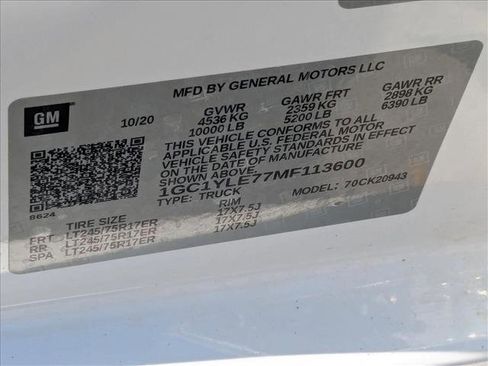 MFD BY GENERAL MOTORS LLC
GM
10/20
GVWR GAWR FRT GAWR RR
4536 KG 2359 KG 2898 KG
10000 LB 5200 LB 6390 LB
THIS VEHICLE CONFORMS TO ALL
APPLICABLE U.S. FEDERAL MOTOR
VEHICLE SAFETY STANDARDS IN EFFECT
ON THE DATE OF MANUFACTURE
SHOWN ABOVE.
1GC1YLE77MF113600
TYPE: TRUCK MODEL: 70CK20943
8624
TIRE SIZE RIM
FRT LT245/75R17ER 17X7.5J
RR LT245/75R17ER 17X7.5J
SPA LT245/75R17ER 17X7.5J